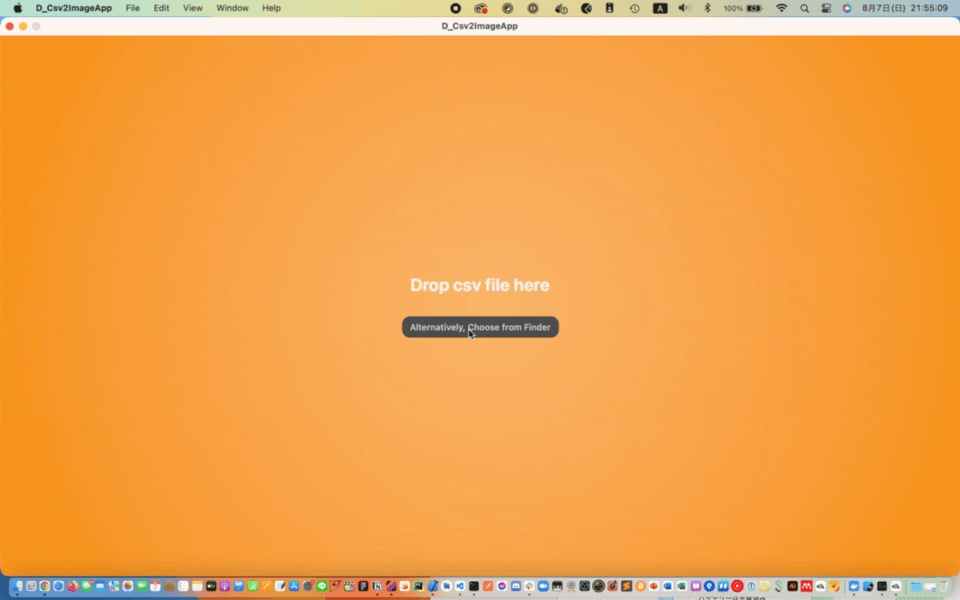 D_Csv2ImageApp File Edit View Window Help A 100% 8月7日(日) 21:55:09
D_Csv2ImageApp
Drop csv file here
Alternatively, Choose from Finder